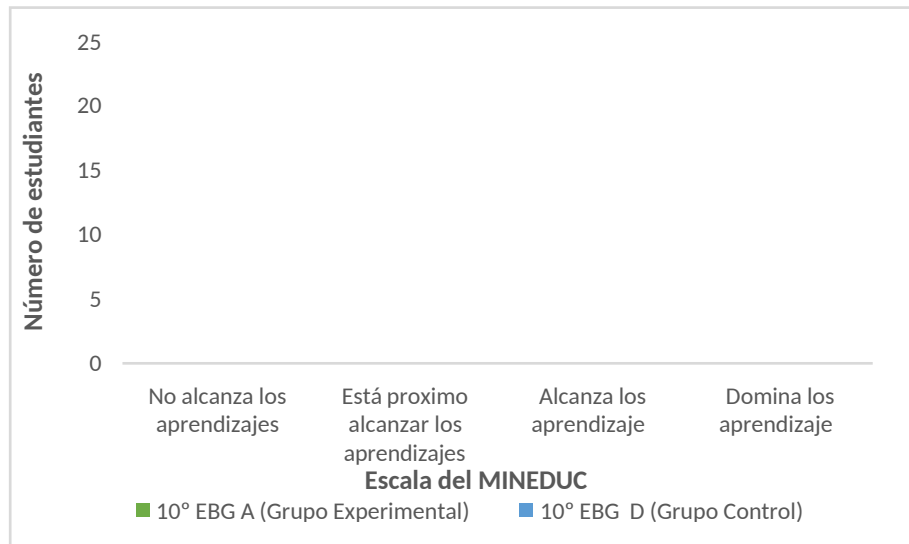 25
20
15
10
5
0
Número de estudiantes
No alcanza los
aprendizajes
Está proximo
alcanzar los
aprendizajes
Alcanza los
aprendizaje
Domina los
aprendizaje
Escala del MINEDUC
10° EBG A (Grupo Experimental)
10° EBG D (Grupo Control)